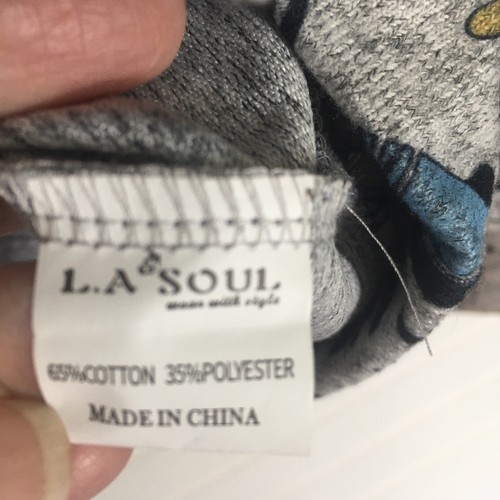 L.A SOUL
wear with style
65%COTTON 35%POLYESTER
MADE IN CHINA